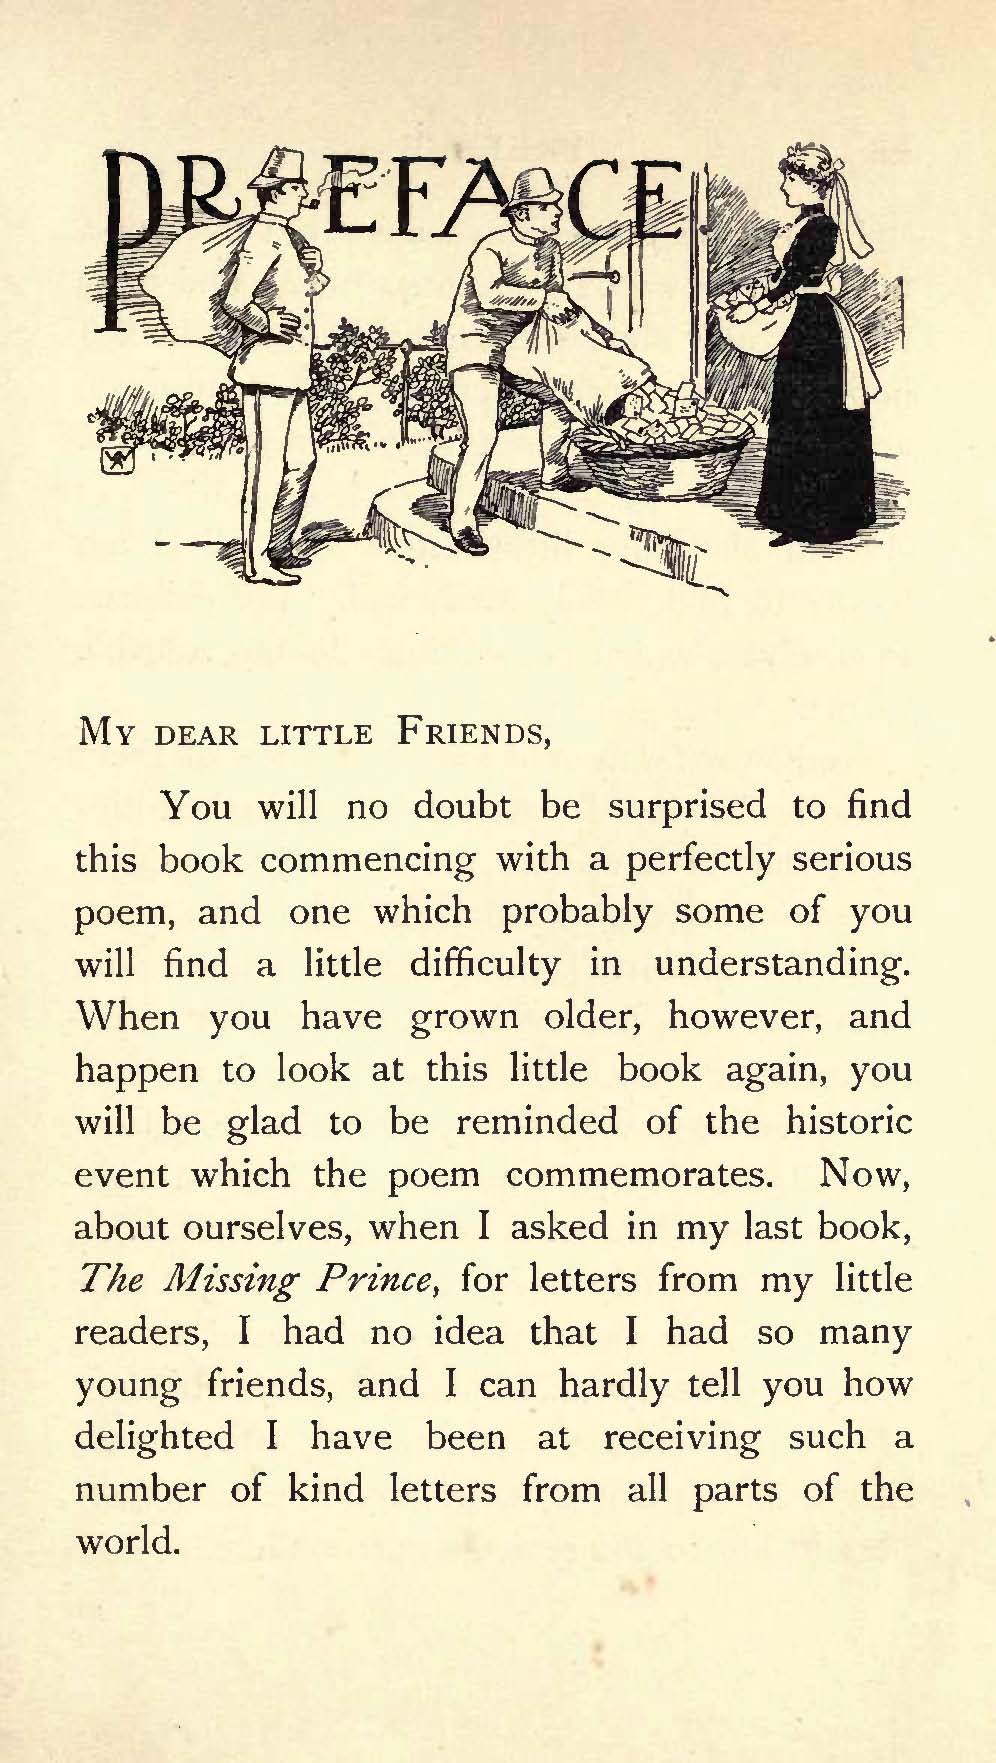 PREFACE
My dear little Friends,
You will no doubt be surprised to find
this book commencing with a perfectly serious
poem, and one which probably some of you
will find a little difficulty in understanding.
When you have grown older, however, and
happen to look at this little book again, you
will be glad to be reminded of the historic
event which the poem commemorates. Now,
about ourselves, when I asked in my last book,
The Missing Prince, for letters from my little
readers, I had no idea that I had so many
young friends, and I can hardly tell you how
delighted I have been at receiving such a
number of kind letters from all parts of the
world.